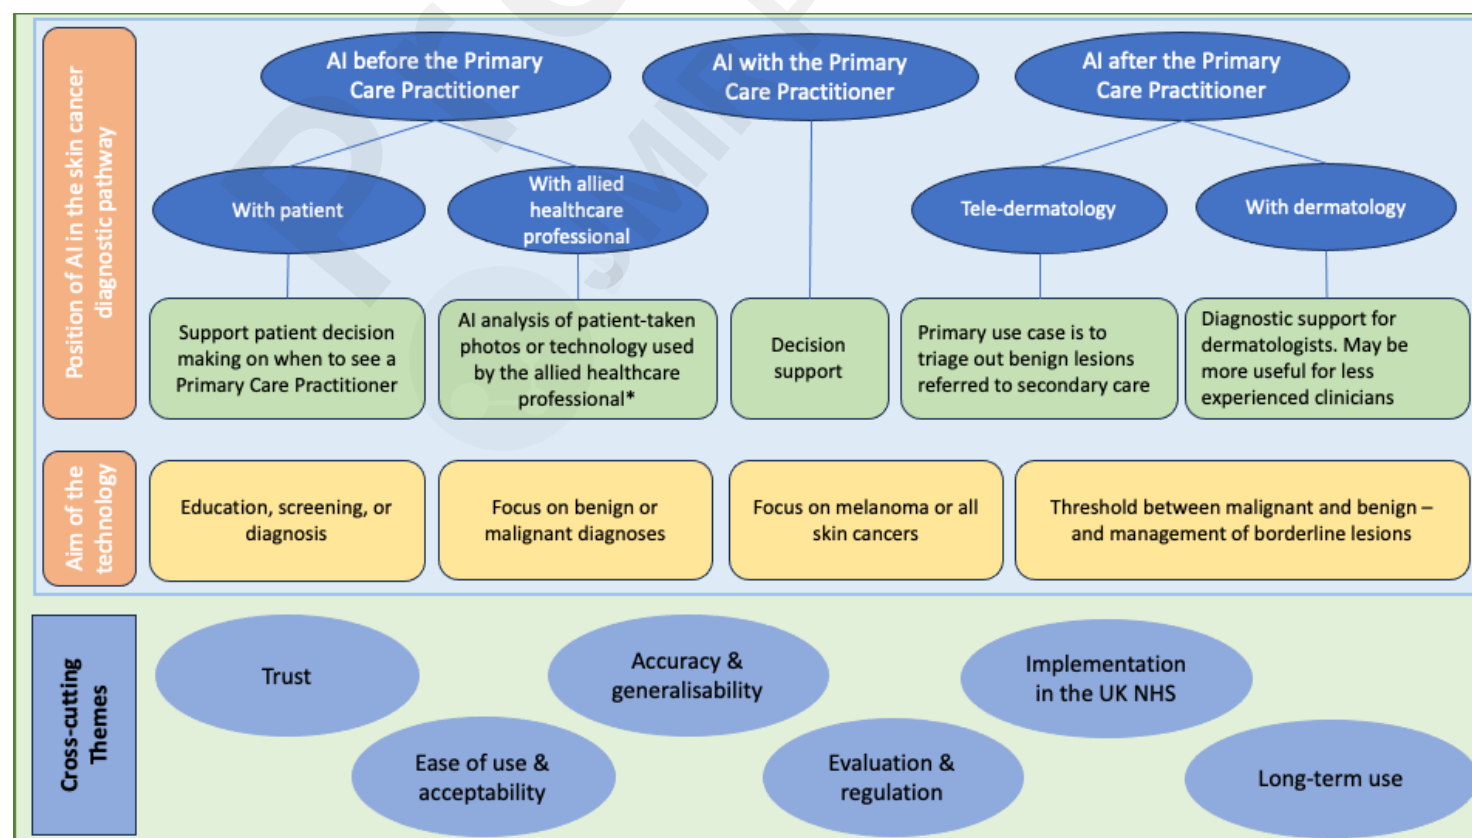 Position of AI in the skin cancer
diagnostic pathway
AI before the Primary
Care Practitioner
AI with the Primary
Care Practitioner
AI after the Primary
Care Practitioner
With patient
With allied
healthcare
professional
Tele-dermatology
With dermatology
Support patient decision
making on when to see a
Primary Care Practitioner
AI analysis of patient-taken
photos or technology used
by the allied healthcare
professional*
Decision
support
Primary use case is to
triage out benign lesions
referred to secondary care
Diagnostic support for
dermatologists. May be
more useful for less
experienced clinicians
Aim of the
technology
Education, screening, or
diagnosis
Focus on benign or
malignant diagnoses
Focus on melanoma or all
skin cancers
Threshold between malignant and benign –
and management of borderline lesions
Cross-cutting
Themes
Trust
Accuracy &
generalisability
Implementation
in the UK NHS
Ease of use &
acceptability
Evaluation &
regulation
Long-term use